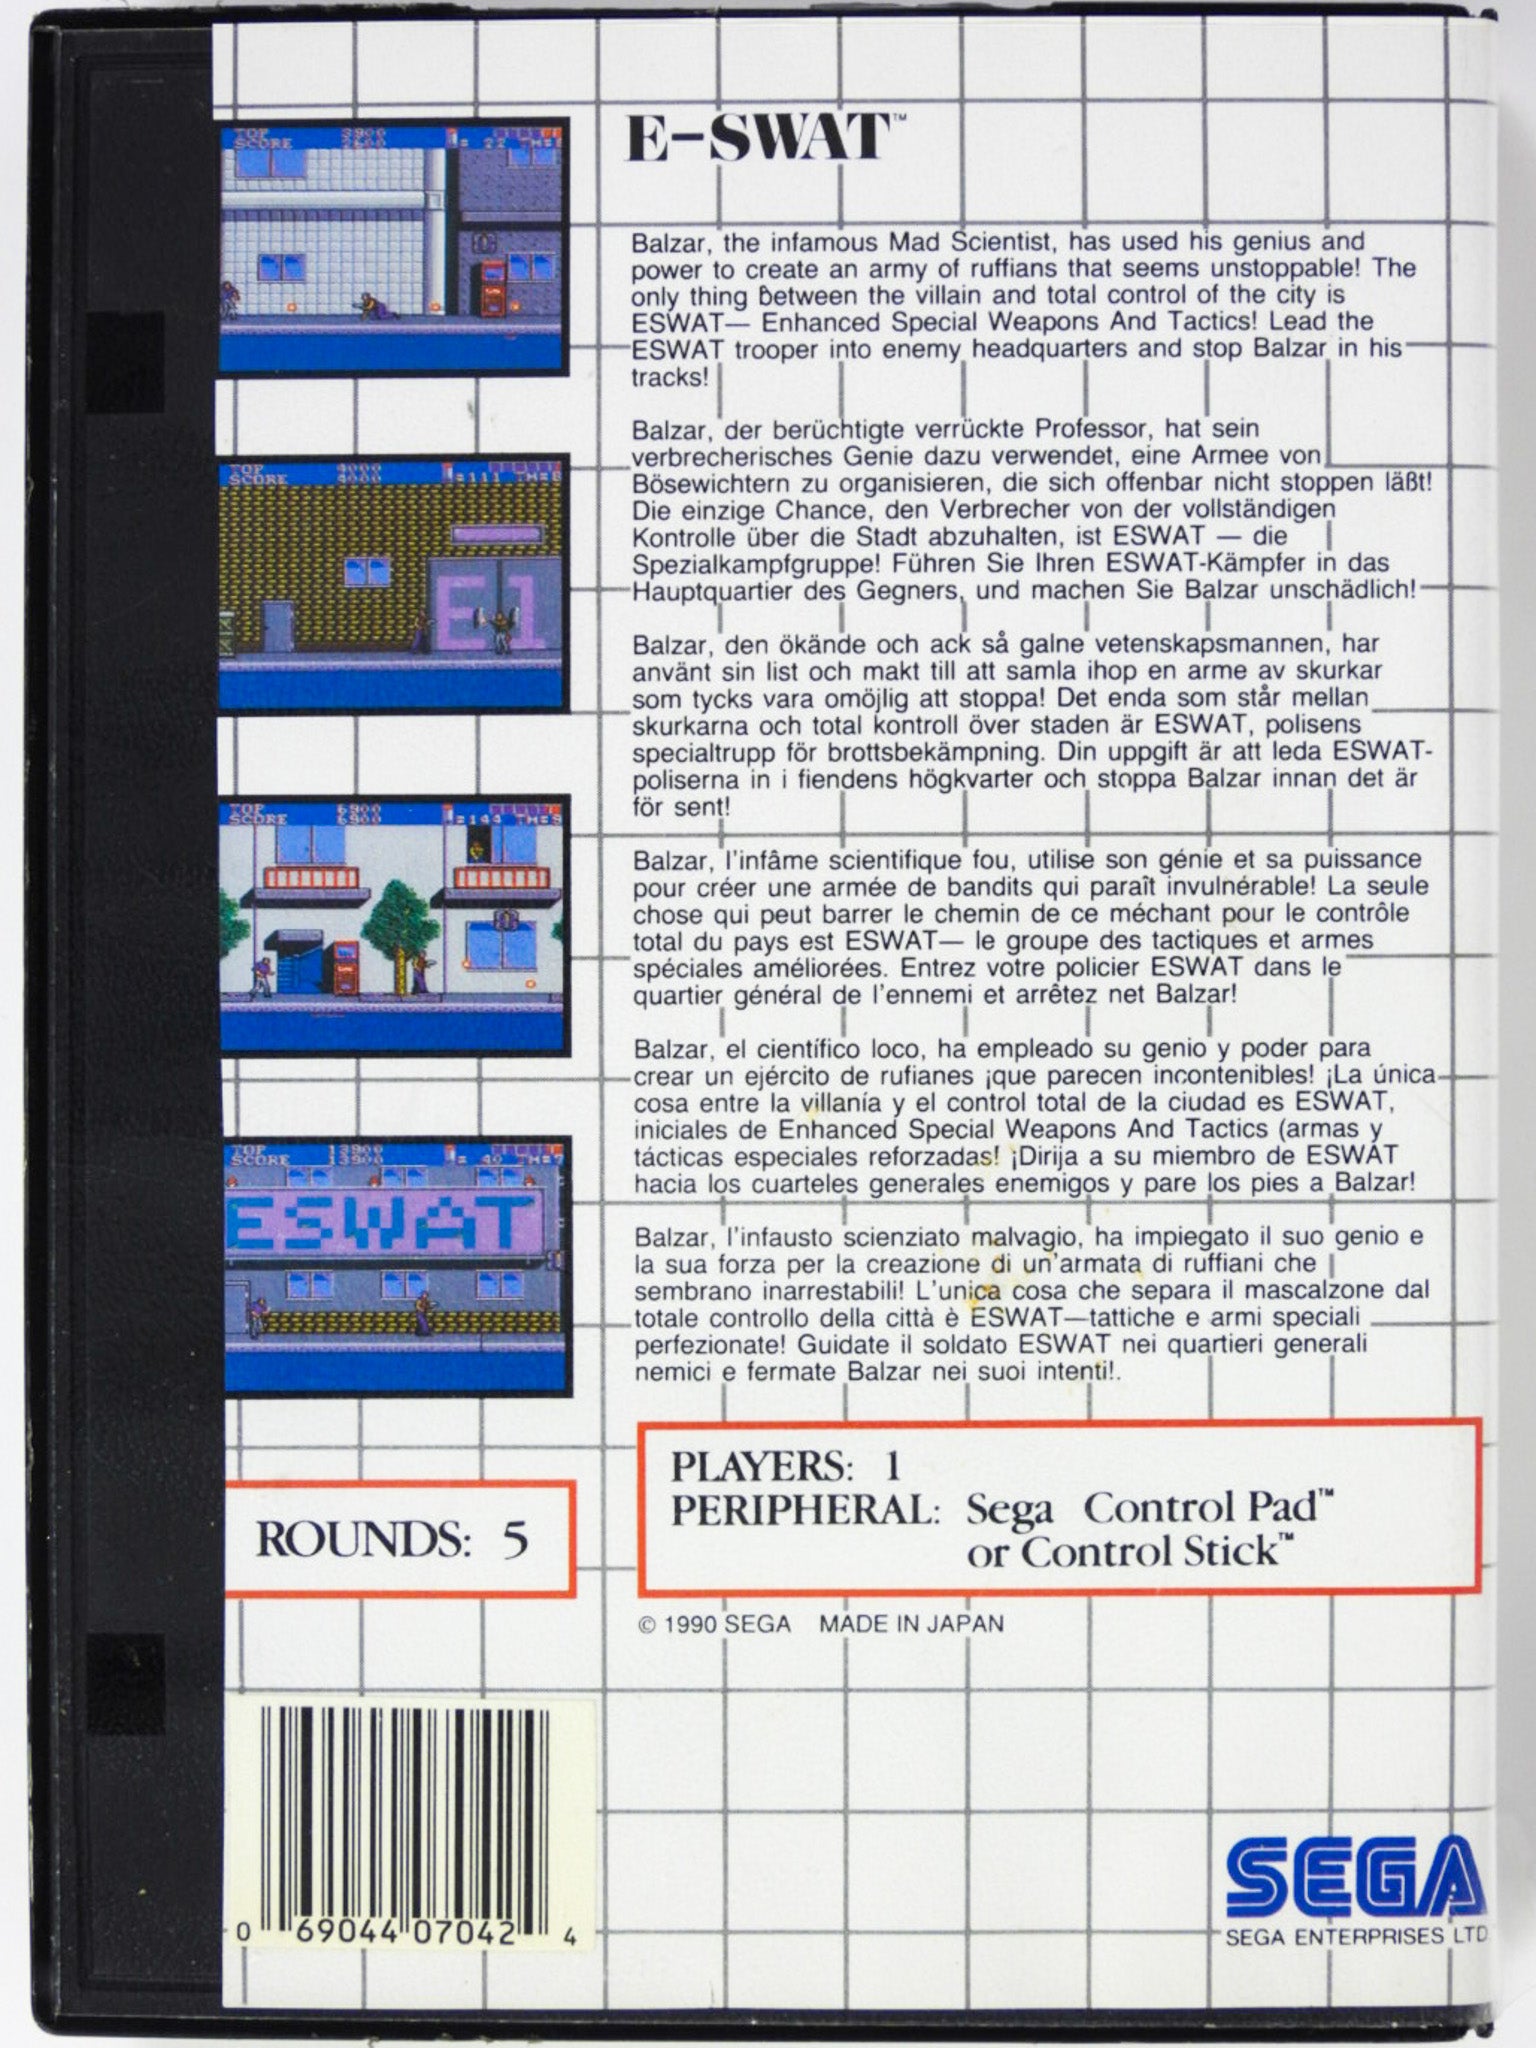 E-SWAT™
Balzar, the infamous Mad Scientist, has used his genius and
power to create an army of ruffians that seems unstoppable! The
only thing between the villain and total control of the city is
ESWAT— Enhanced Special Weapons And Tactics! Lead the
ESWAT trooper into enemy headquarters and stop Balzar in his
tracks!
Balzar, der berüchtigte verrückte Professor, hat sein
verbrecherisches Genie dazu verwendet, eine Armee von
Bösewichtern zu organisieren, die sich offenbar nicht stoppen läßt!
Die einzige Chance, den Verbrecher von der vollständigen
Kontrolle über die Stadt abzuhalten, ist ESWAT — die
Spezialkampfgruppe! Führen Sie Ihren ESWAT-Kämpfer in das
Hauptquartier des Gegners, und machen Sie Balzar unschädlich!
Balzar, den ökände och ack så galne vetenskapsmannen, har
använt sin list och makt till att samla ihop en arme av skurkar
som tycks vara omöjlig att stoppa! Det enda som står mellan
skurkarna och total kontroll över staden är ESWAT, polisens
specialtrupp för brottsbekämpning. Din uppgift är att leda ESWAT-
poliserna in i fiendens högkvarter och stoppa Balzar innan det är
för sent!
Balzar, l'infâme scientifique fou, utilise son génie et sa puissance
pour créer une armée de bandits qui paraît invulnérable! La seule
chose qui peut barrer le chemin de ce méchant pour le contrôle
total du pays est ESWAT— le groupe des tactiques et armes
spéciales améliorées. Entrez votre policier ESWAT dans le
quartier général de l'ennemi et arrêtez net Balzar!
Balzar, el científico loco, ha empleado su genio y poder para
crear un ejército de rufianes ¡que parecen incontenibles! ¡La única
cosa entre la villanía y el control total de la ciudad es ESWAT,
iniciales de Enhanced Special Weapons And Tactics (armas y
tácticas especiales reforzadas! ¡Dirija a su miembro de ESWAT
hacia los cuarteles generales enemigos y pare los pies a Balzar!
Balzar, l'infausto scienziato malvagio, ha impiegato il suo genio e
la sua forza per la creazione di un'armata di ruffiani che
sembrano inarrestabili! L'unica cosa che separa il mascalzone dal
totale controllo della città è ESWAT—tattiche e armi speciali
perfezionate! Guidate il soldato ESWAT nei quartieri generali
nemici e fermate Balzar nei suoi intenti!.
TOP 3900
SCORE
TOP 4000
SCORE 4000
=111
E1
TOP 6900
SCORE 6900
=144
TOP 13900
SCORE 13900
= 40
ESWAT
ROUNDS: 5
PLAYERS: 1
PERIPHERAL: Sega Control Pad™
or Control Stick™
© 1990 SEGA MADE IN JAPAN
0 69044 07042 4
SEGA
SEGA ENTERPRISES LTD